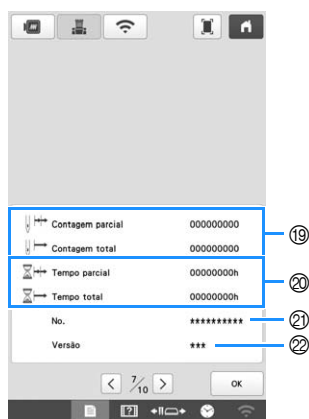 Contagem parcial 000000000 ⑲
Contagem total 000000000
Tempo parcial 00000000h ⑳
Tempo total 00000000h
No. ********** ㉑
Versão *** ㉒
< 7/10 > OK
?